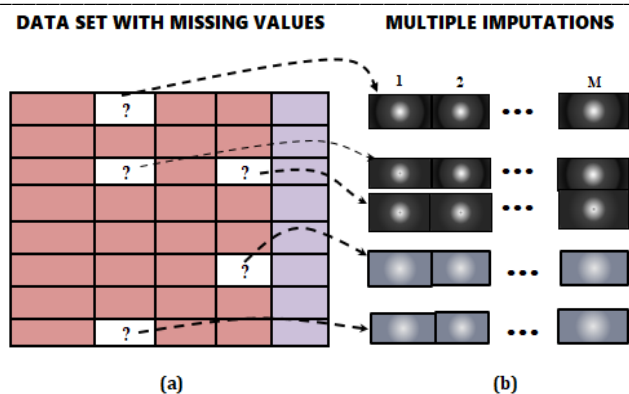 DATA SET WITH MISSING VALUES
MULTIPLE IMPUTATIONS
1 2 M
?
•••
? ?
•••
•••
?
•••
?
•••
(a)
(b)